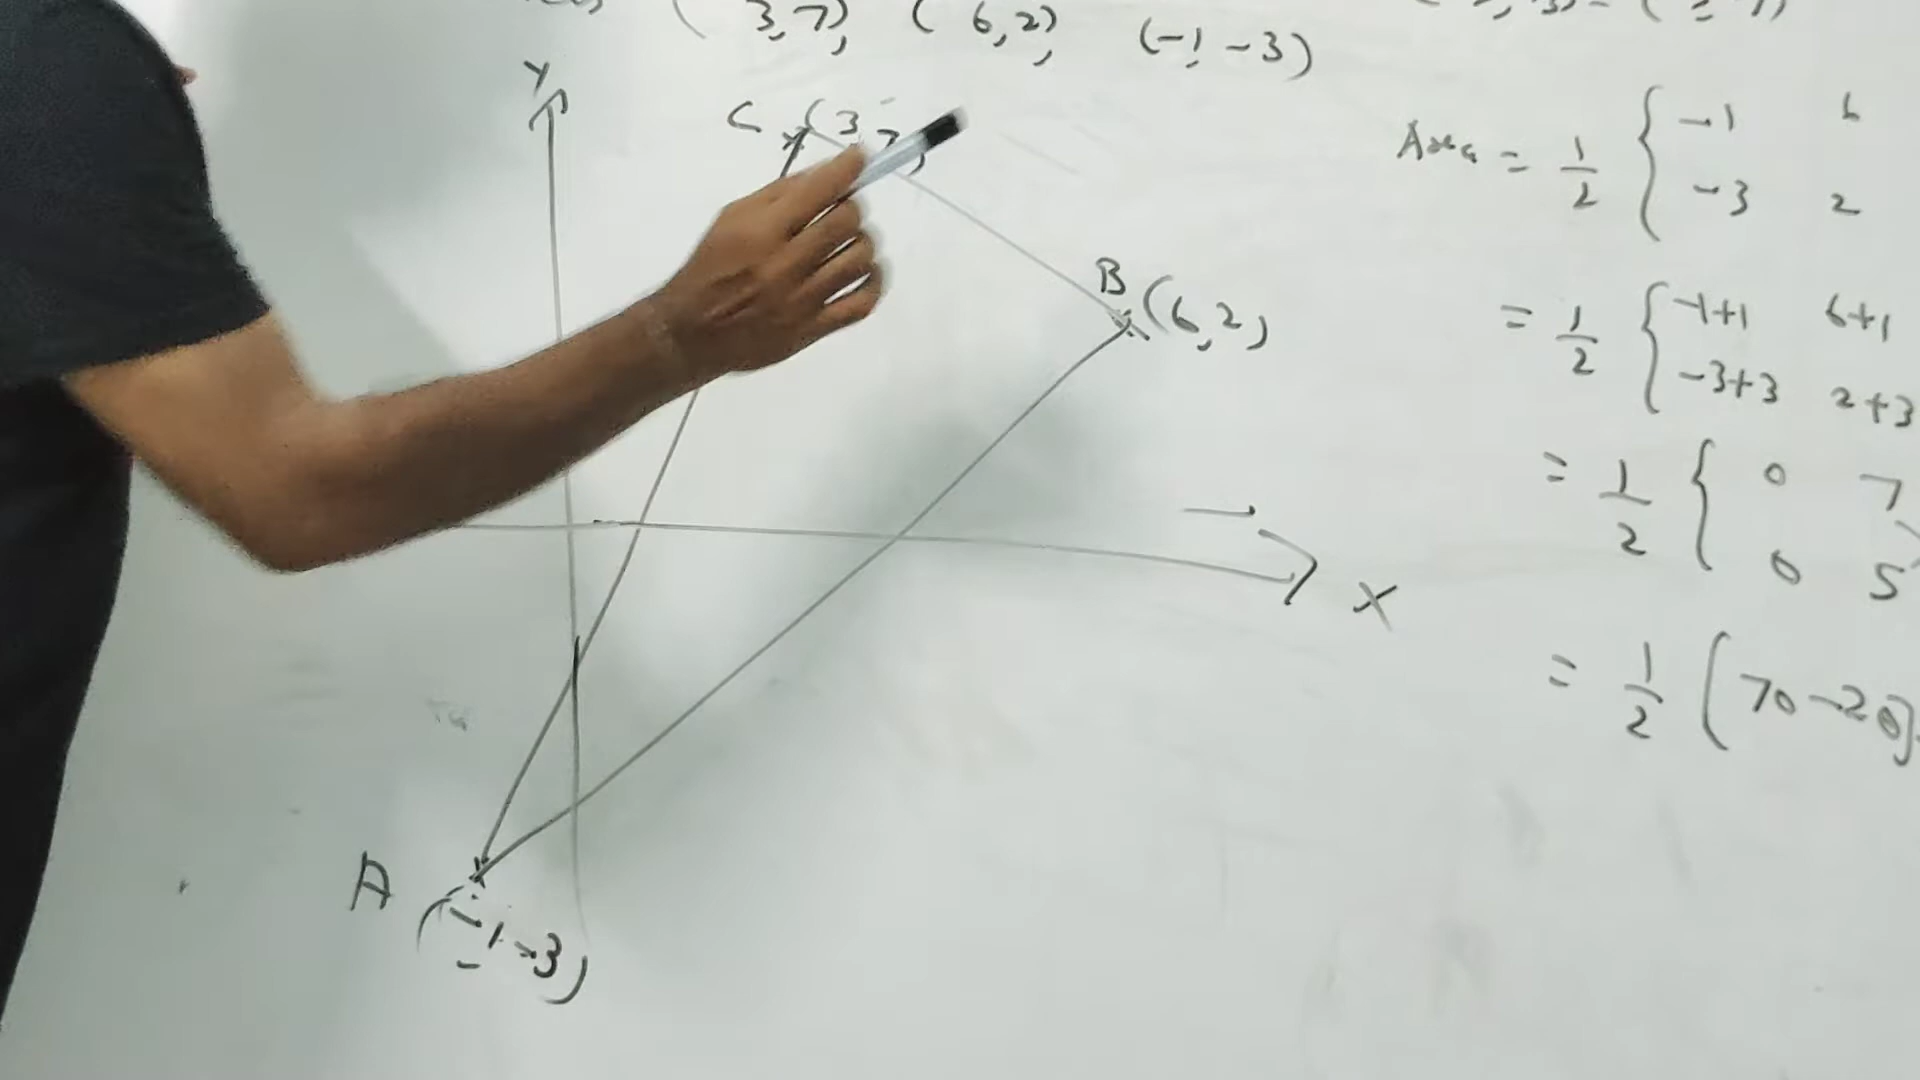 (3,7), (6,2), (-1,-3)
Y
C (3,7)
B (6,2)
X
A (-1,-3)
Area = 1/2 { -1 6
-3 2
= 1/2 { -1+1 6+1
-3+3 2+3
= 1/2 { 0 7
0 5
= 1/2 (70-20)